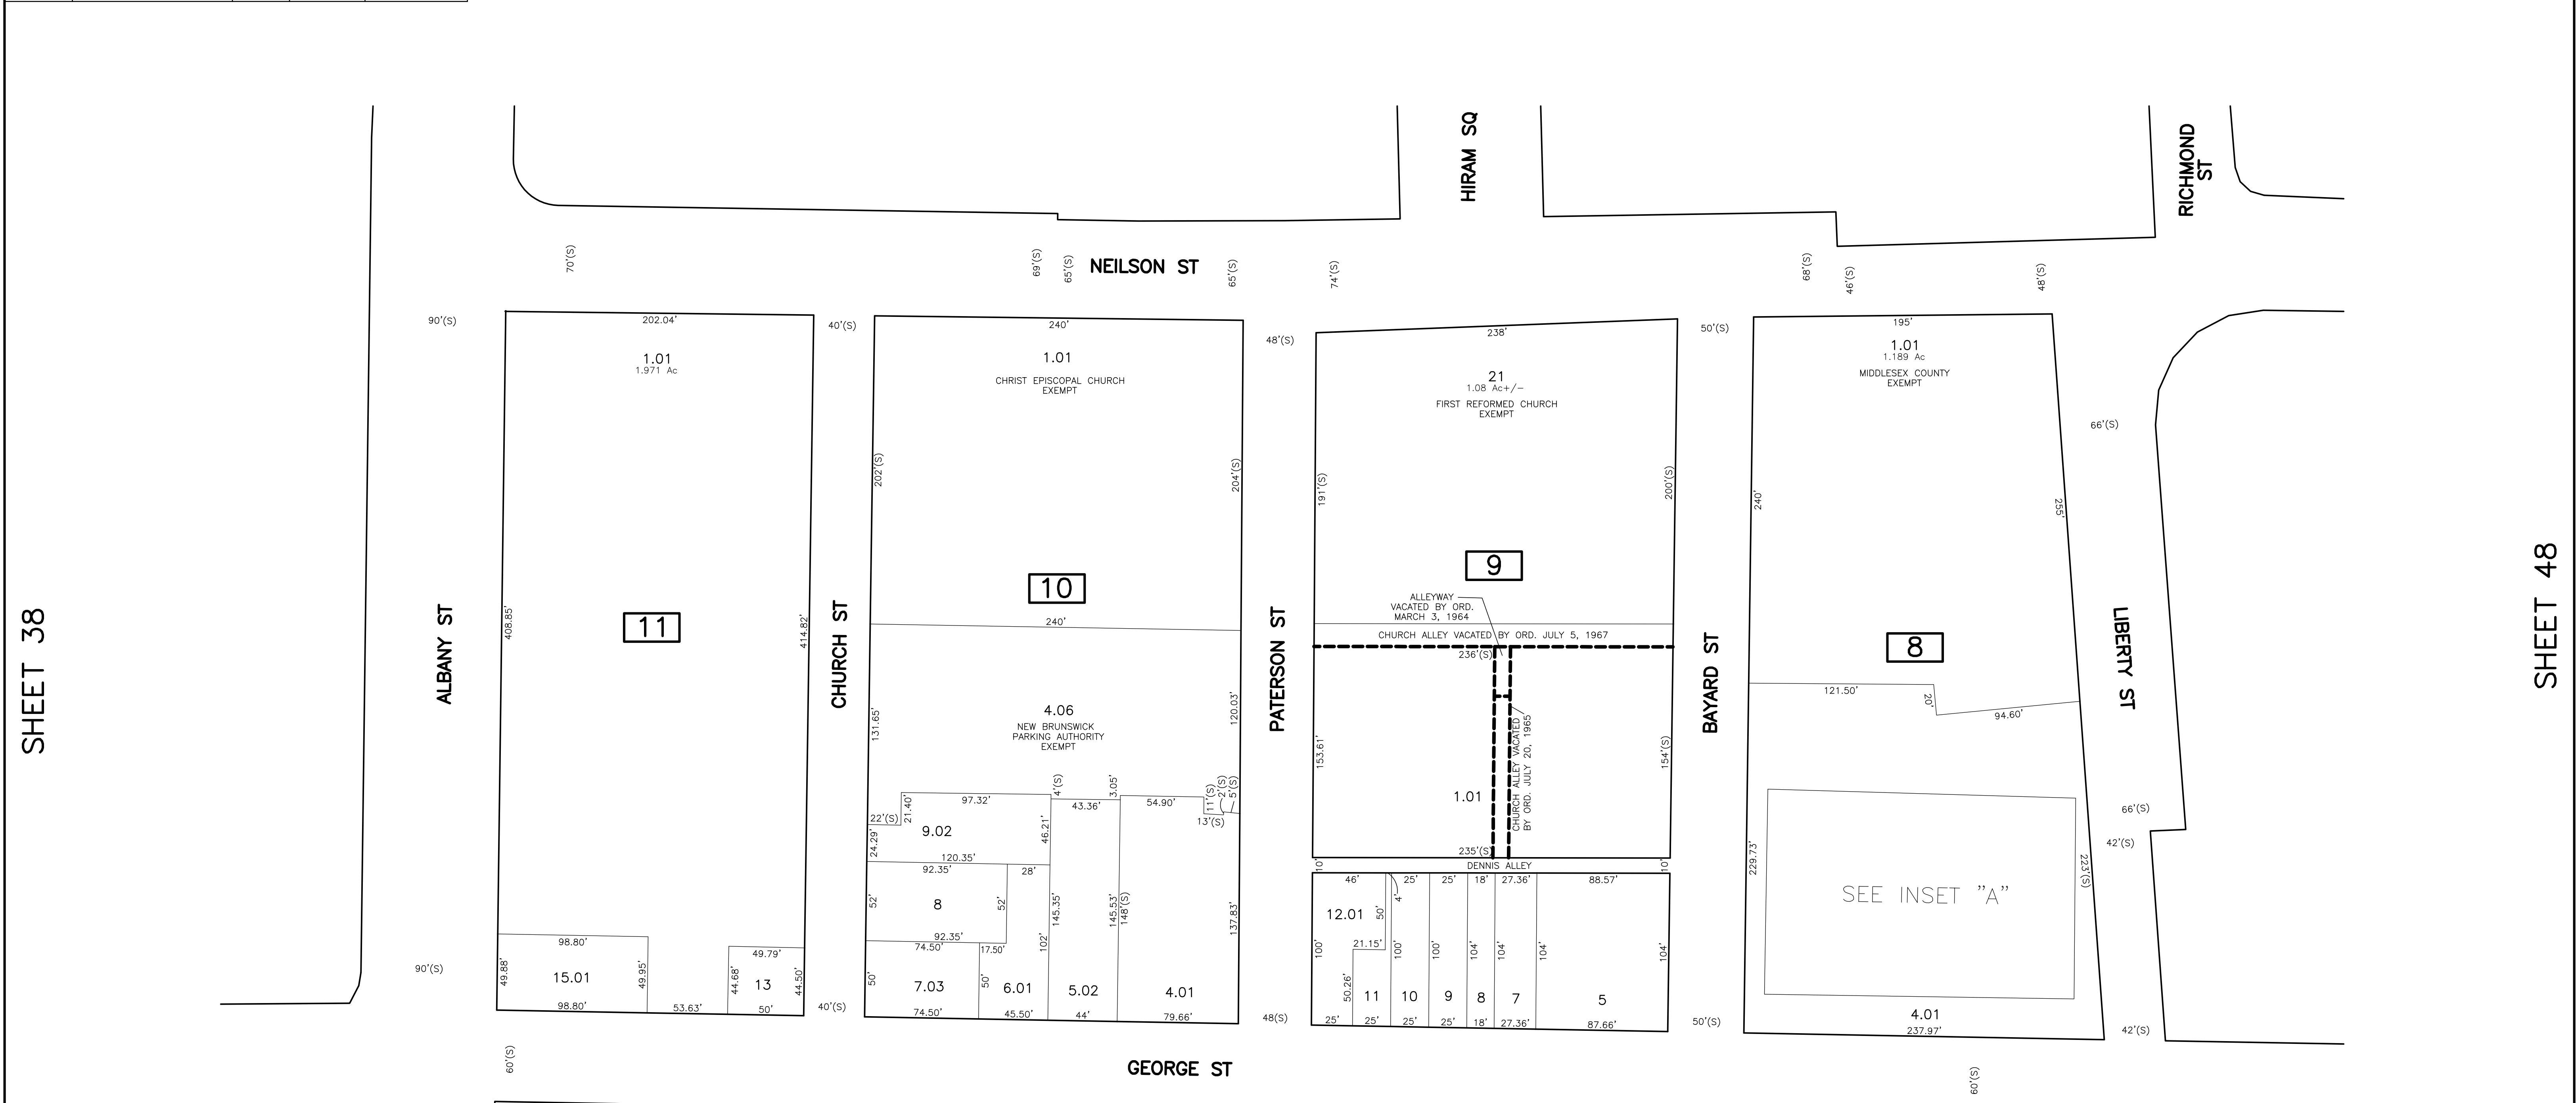 HIRAM SQ
RICHMOND
ST
70'(S)
69'(S)
65'(S)
NEILSON ST
65'(S)
74'(S)
68'(S)
46'(S)
48'(S)
90'(S)
202.04'
40'(S)
240'
48'(S)
238'
50'(S)
195'
1.01
1.971 Ac
1.01
CHRIST EPISCOPAL CHURCH
EXEMPT
21
1.08 Ac+/-
FIRST REFORMED CHURCH
EXEMPT
1.01
1.189 Ac
MIDDLESEX COUNTY
EXEMPT
66'(S)
202'(S)
204'(S)
191'(S)
200'(S)
240'
255'
SHEET 38
ALBANY ST
408.85'
11
414.82'
CHURCH ST
10
240'
PATERSON ST
9
ALLEYWAY
VACATED BY ORD.
MARCH 3, 1964
CHURCH ALLEY VACATED BY ORD. JULY 5, 1967
236'(S)
BAYARD ST
8
LIBERTY ST
SHEET 48
121.50'
20'
94.60'
131.65'
4.06
NEW BRUNSWICK
PARKING AUTHORITY
EXEMPT
120.03'
153.61'
1.01
CHURCH ALLEY VACATED
BY ORD. JULY 20, 1965
154'(S)
22'(S)
21.40'
97.32'
4'(S)
43.36'
3.05'
54.90'
11'(S)
2'(S)
5'(S)
13'(S)
24.29'
9.02
46.21'
120.35'
235'(S)
10'
DENNIS ALLEY
10'
66'(S)
42'(S)
229.73'
223'(S)
SEE INSET "A"
92.35'
28'
52'
8
52'
92.35'
145.35'
145.53'
148'(S)
137.83'
102'
46'
4'
25'
25'
18'
27.36'
88.57'
12.01
50'
21.15'
100'
100'
100'
104'
104'
104'
104'
50.26'
98.80'
49.88'
15.01
49.95'
98.80'
53.63'
49.79'
44.68'
13
44.50'
50'
90'(S)
40'(S)
74.50'
17.50'
50'
7.03
50'
6.01
5.02
4.01
74.50'
45.50'
44'
79.66'
48(S)
11
10
9
8
7
5
25'
25'
25'
25'
18'
27.36'
87.66'
50'(S)
4.01
237.97'
42'(S)
60'(S)
GEORGE ST
60'(S)